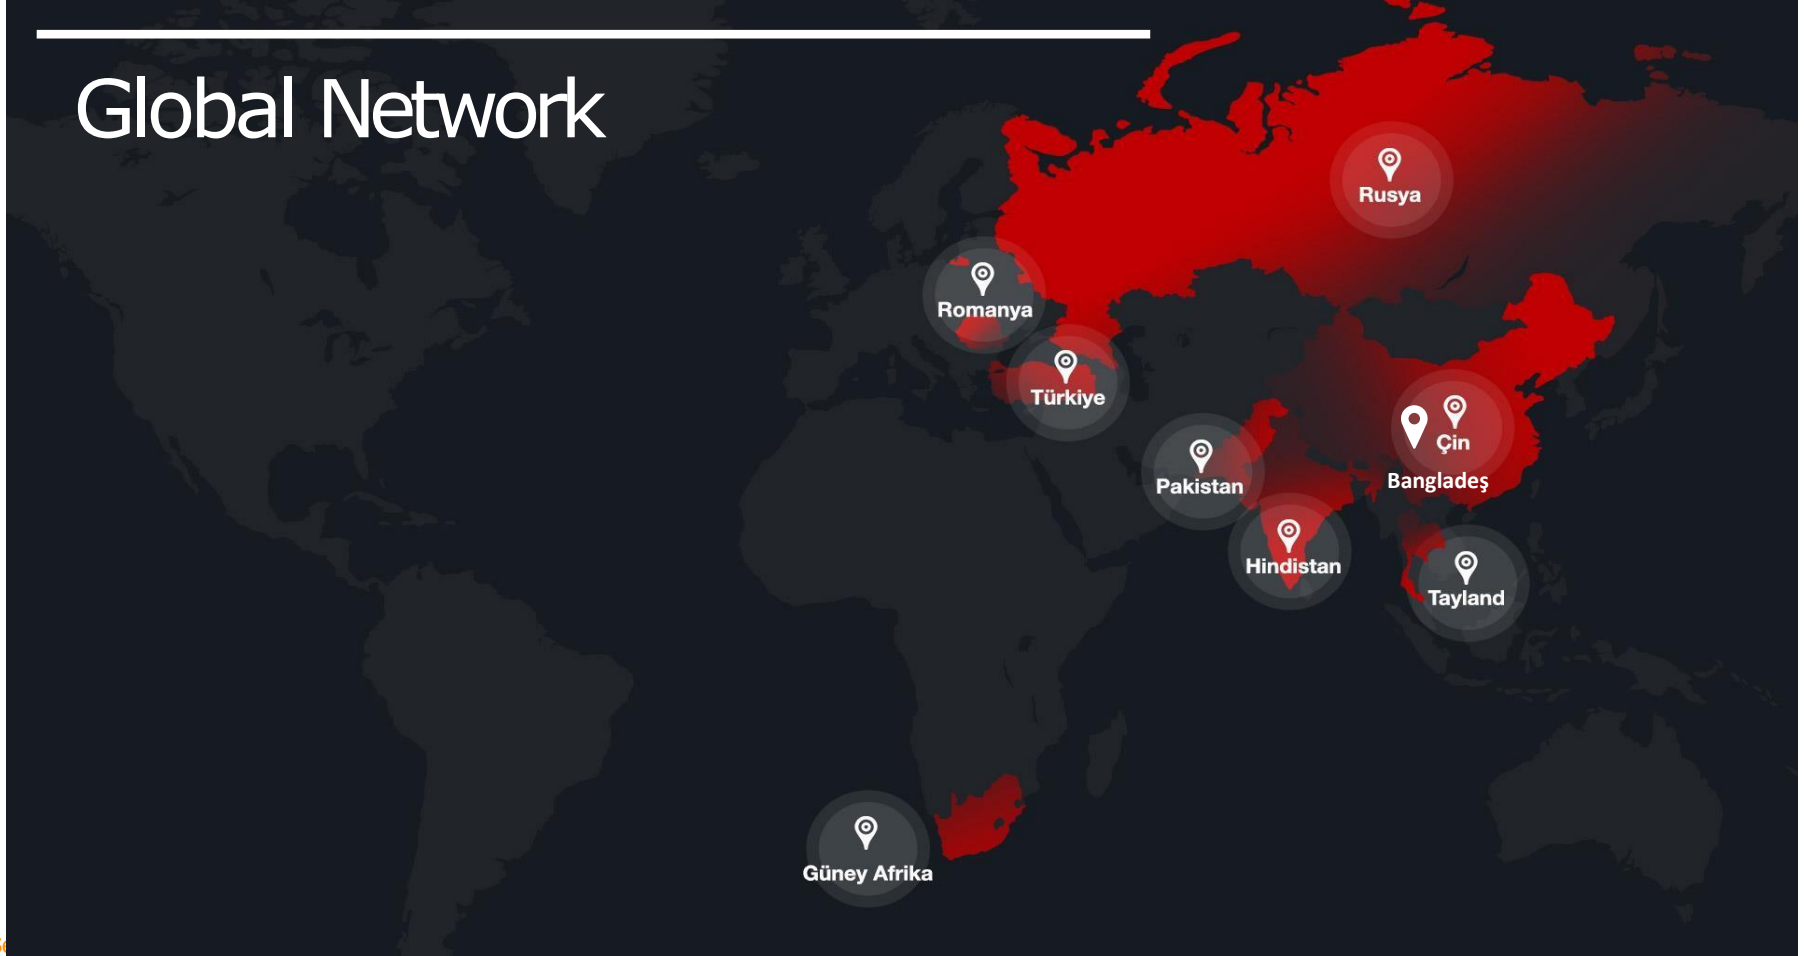 Global Network
Rusya
Romanya
Türkiye
Çin
Bangladeş
Pakistan
Hindistan
Tayland
Güney Afrika